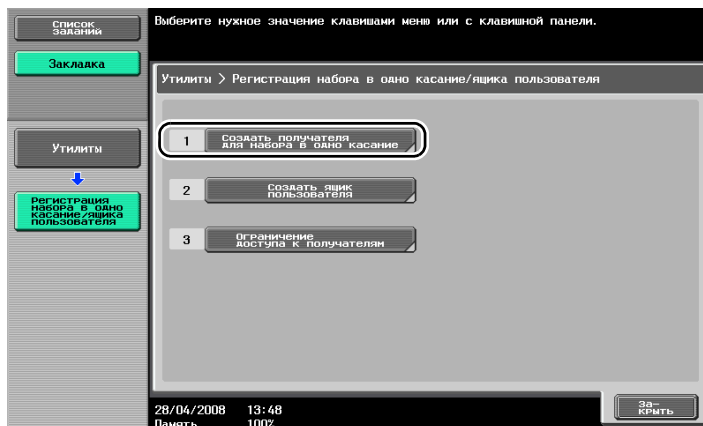 Список
заданий
Выберите нужное значение клавишами меню или с клавишной панели.
Закладка
Утилиты > Регистрация набора в одно касание/ящика пользователя
Утилиты
Регистрация
набора в одно
касание/ящика
пользователя
1 Создать получателя
для набора в одно касание
2 Создать ящик
пользователя
3 Ограничение
доступа к получателям
28/04/2008 13:48
Память 100%
За-
крыть